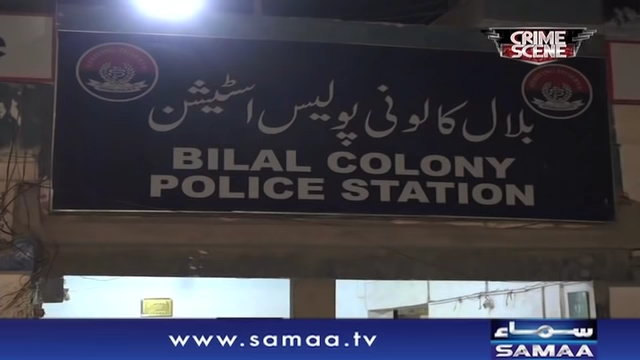 CRIME
SCENE
بلال کالونی پولیس اسٹیشن
BILAL COLONY
POLICE STATION
www.samaa.tv
سماء
SAMAA